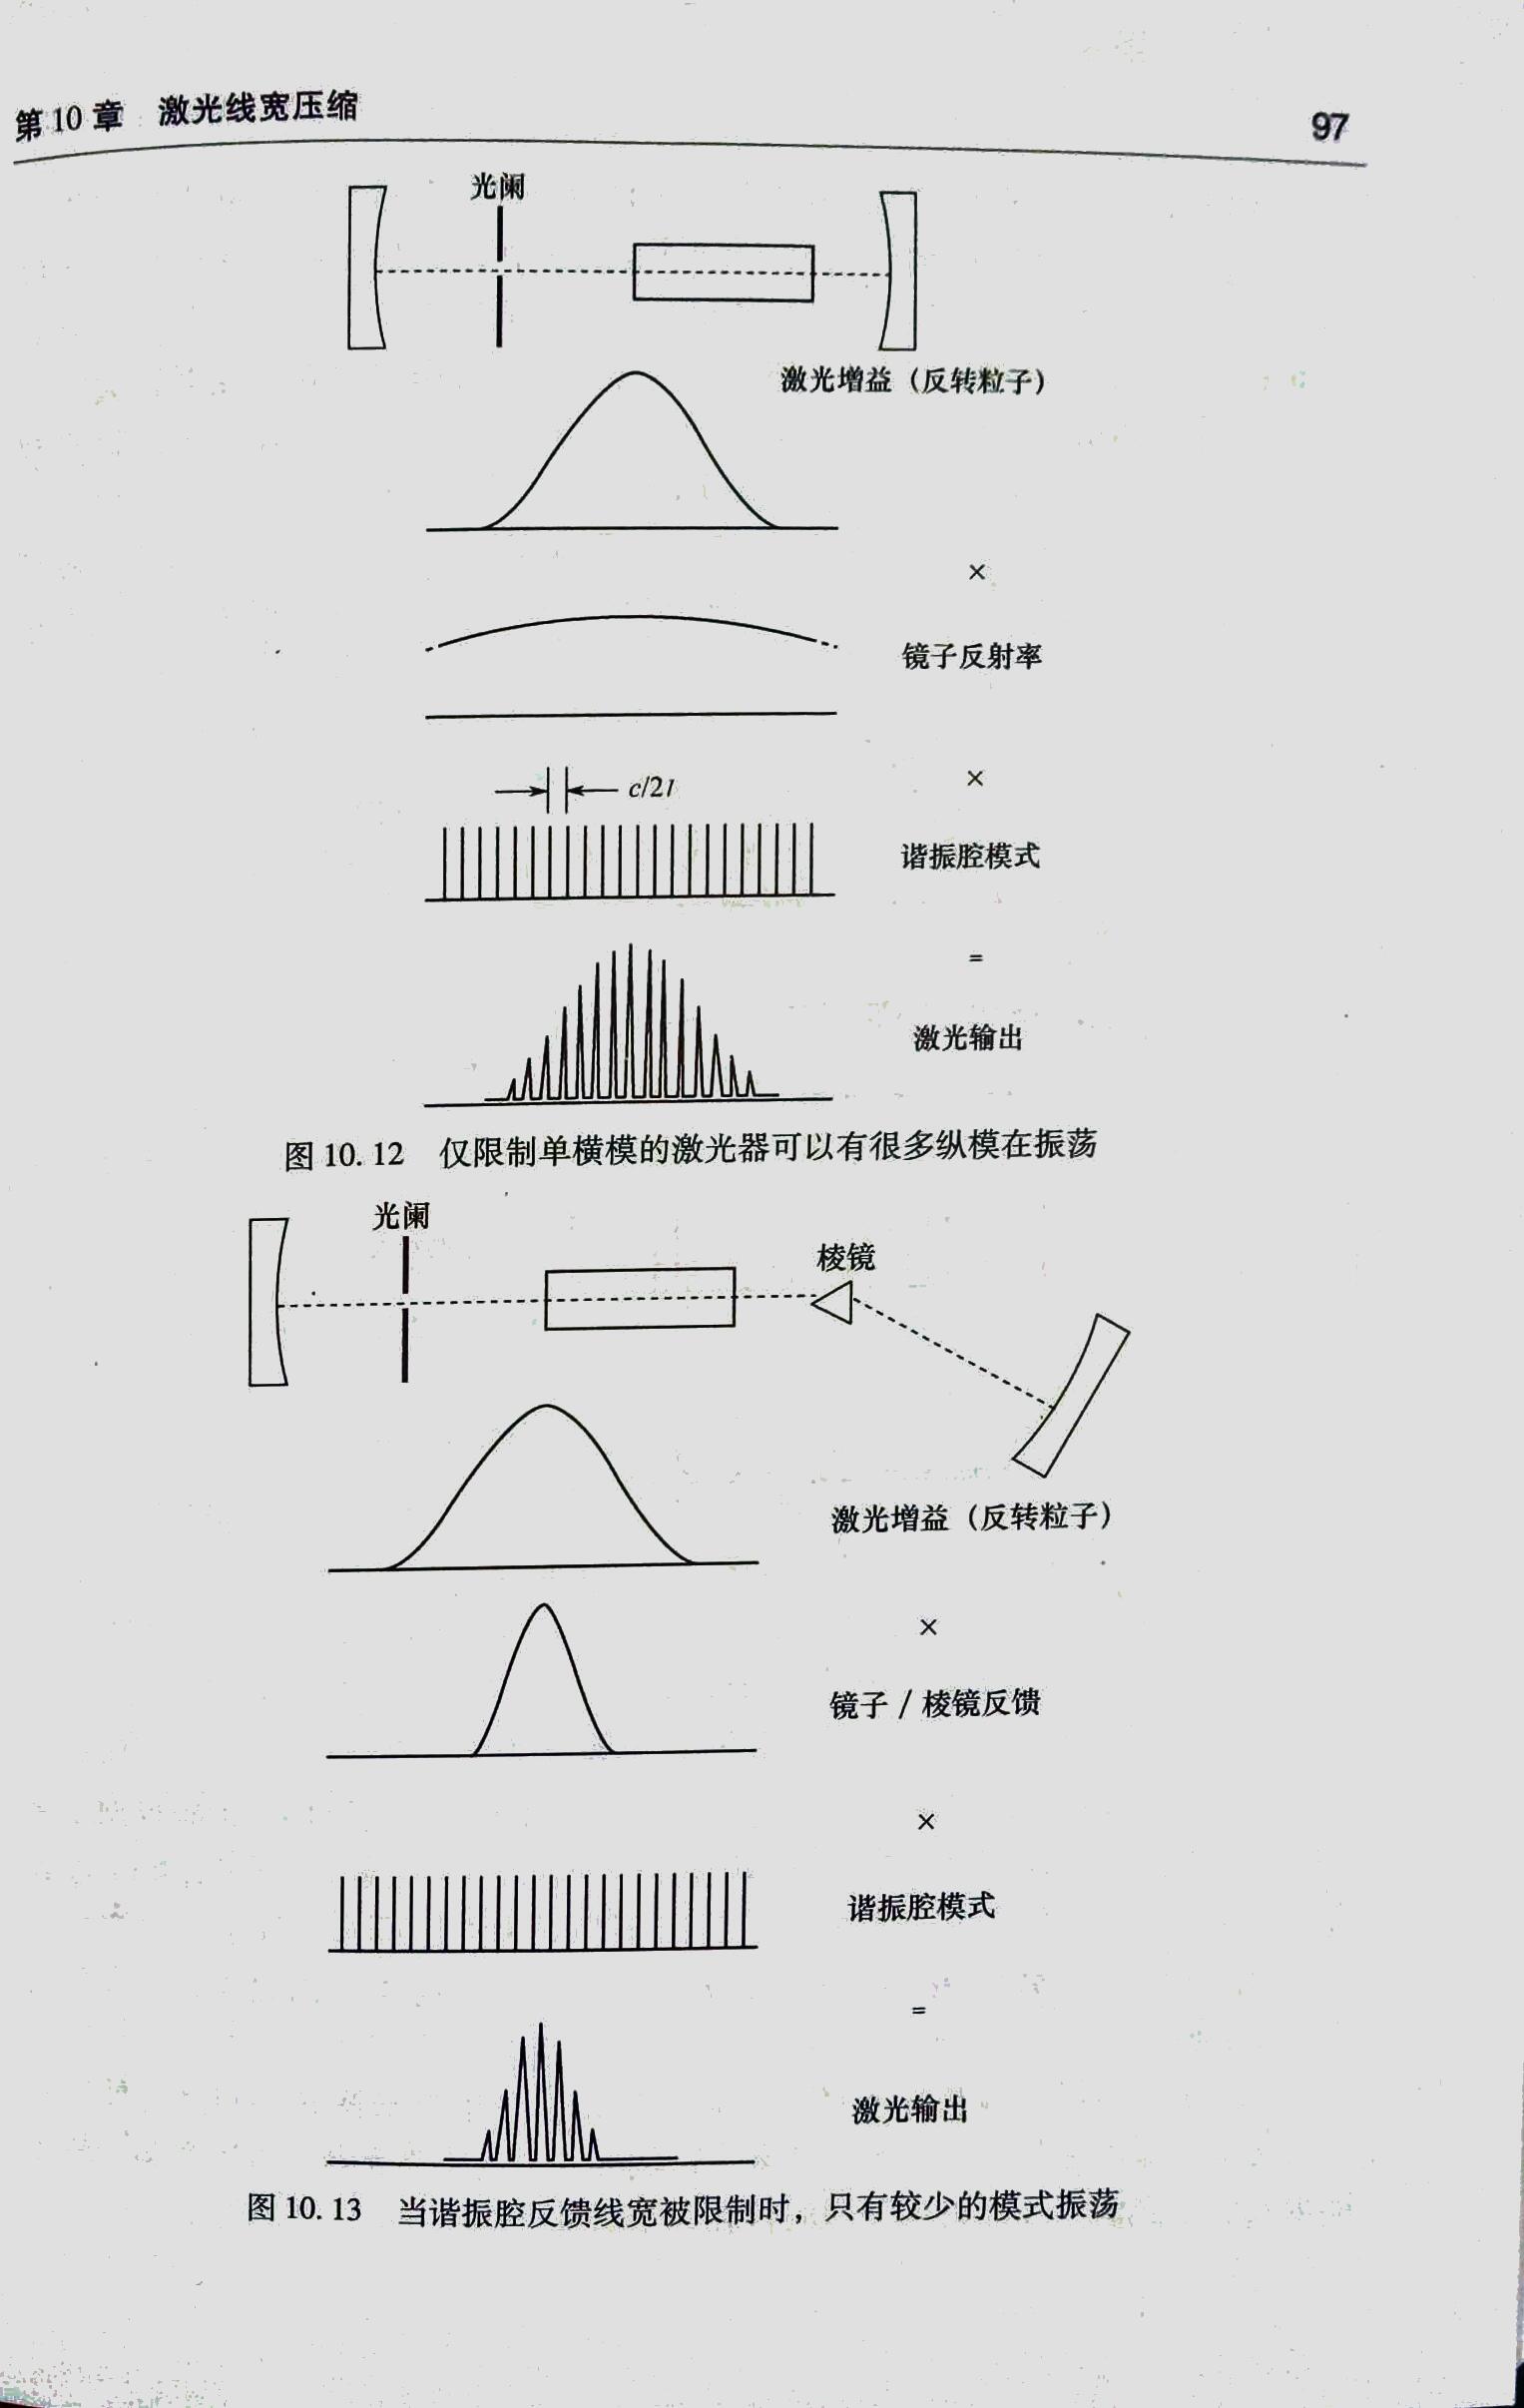 第10章 激光线宽压缩
97
光阑
激光增益（反转粒子）
×
镜子反射率
×
c/2l
谐振腔模式
=
激光输出
图 10.12 仅限制单横模的激光器可以有很多纵模在振荡
光阑
棱镜
激光增益（反转粒子）
×
镜子 / 棱镜反馈
×
谐振腔模式
=
激光输出
图 10.13 当谐振腔反馈线宽被限制时，只有较少的模式振荡